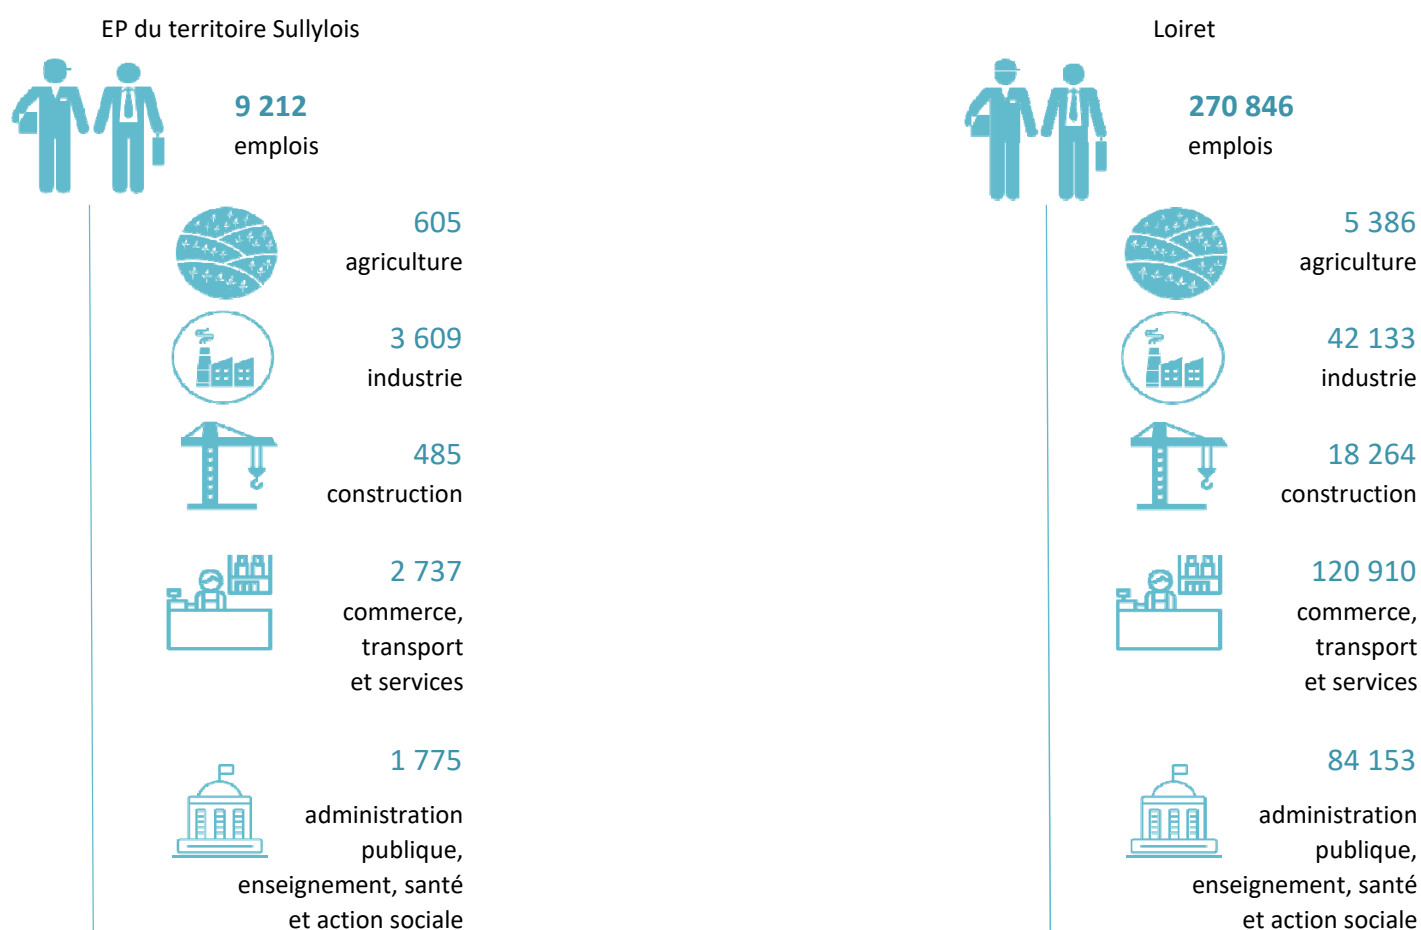 EP du territoire Sullylois
9 212
emplois
605
agriculture
3 609
industrie
485
construction
2 737
commerce,
transport
et services
1 775
administration
publique,
enseignement, santé
et action sociale
Loiret
270 846
emplois
5 386
agriculture
42 133
industrie
18 264
construction
120 910
commerce,
transport
et services
84 153
administration
publique,
enseignement, santé
et action sociale